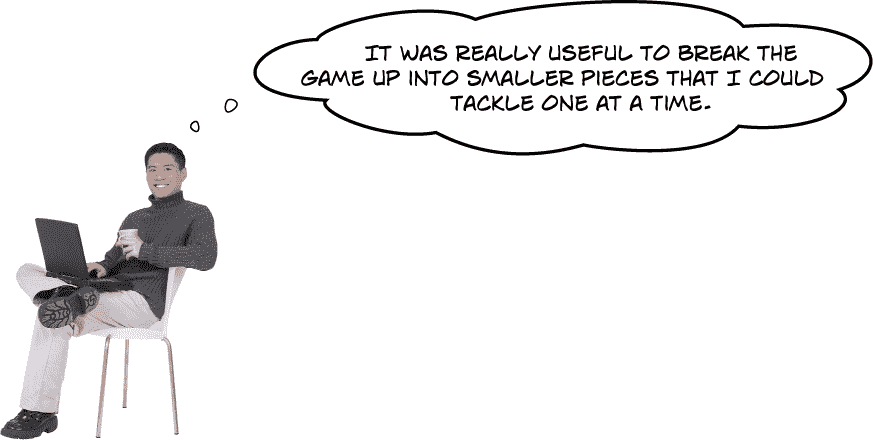 IT WAS REALLY USEFUL TO BREAK THE
GAME UP INTO SMALLER PIECES THAT I COULD
TACKLE ONE AT A TIME.